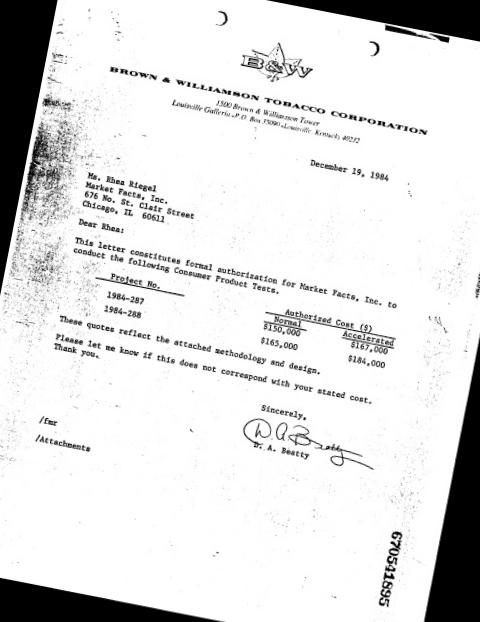 B&W
BROWN & WILLIAMSON TOBACCO CORPORATION
1500 Brown & Williamson Tower
Louisville Galleria • P.O. Box 35090 • Louisville, Kentucky 40232
December 19, 1984
Ms. Rhea Riegel
Market Facts, Inc.
676 No. St. Clair Street
Chicago, IL 60611
Dear Rhea:
This letter constitutes formal authorization for Market Facts, Inc. to
conduct the following Consumer Product Tests.
Project No. Authorized Cost ($)
Normal Accelerated
1984-287 $150,000 $167,000
1984-288 $165,000 $184,000
These quotes reflect the attached methodology and design.
Please let me know if this does not correspond with your stated cost.
Thank you.
Sincerely,
D. A. Beatty
D. A. Beatty
/fmr
/Attachments
670541895